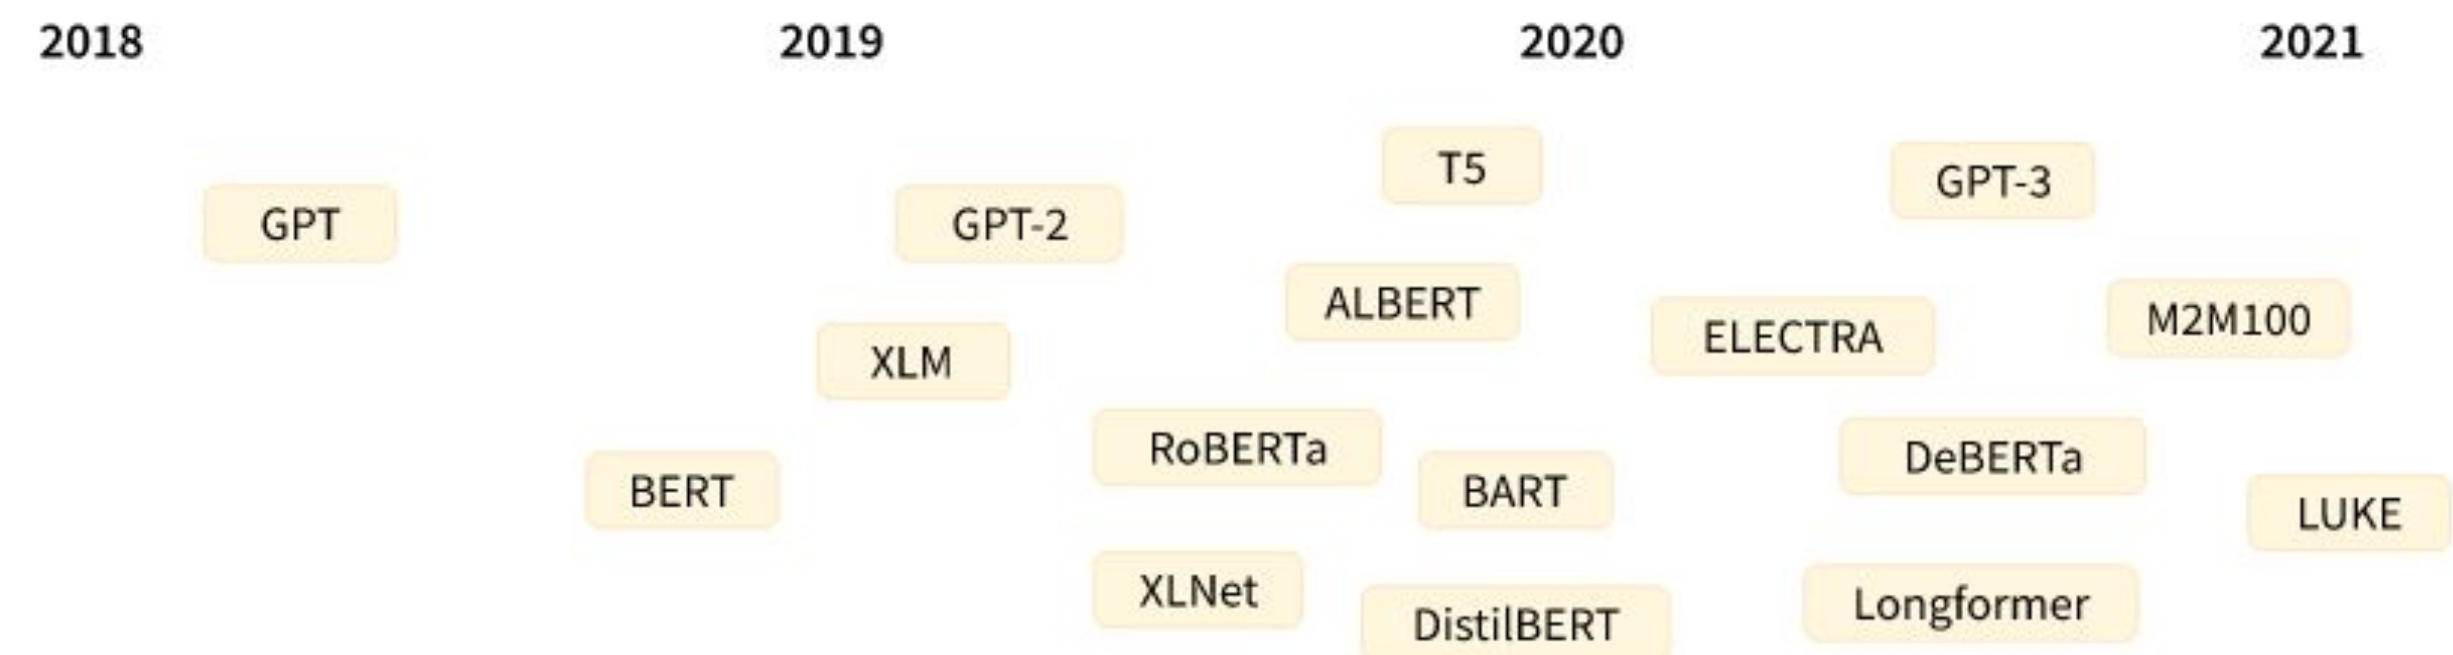 2018 2019 2020 2021
T5
GPT-3
GPT
GPT-2
ALBERT
M2M100
ELECTRA
XLM
RoBERTa
DeBERTa
BERT
BART
LUKE
XLNet
Longformer
DistilBERT